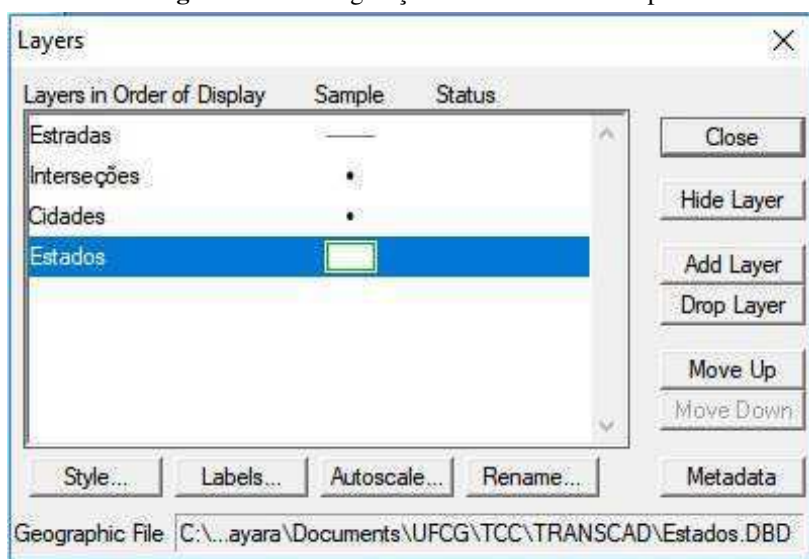 Layers
Layers in Order of Display Sample Status
Estradas
Interseções
Cidades
Estados
Close
Hide Layer
Add Layer
Drop Layer
Move Up
Move Down
Style... Labels... Autoscale... Rename... Metadata
Geographic File C:\...ayara\Documents\UFCG\TCC\TRANSCAD\Estados.DBD